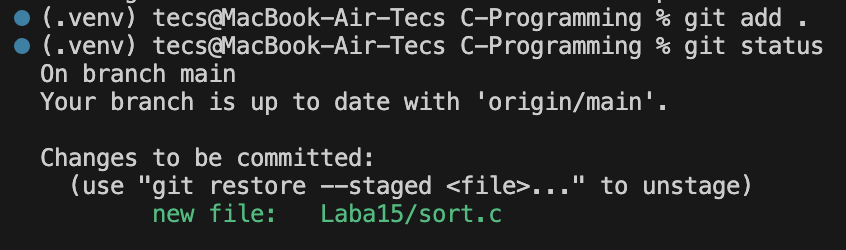 (.venv) tecs@MacBook-Air-Tecs C-Programming % git add .
(.venv) tecs@MacBook-Air-Tecs C-Programming % git status
On branch main
Your branch is up to date with 'origin/main'.
Changes to be committed:
(use "git restore --staged <file>..." to unstage)
new file:   Laba15/sort.c